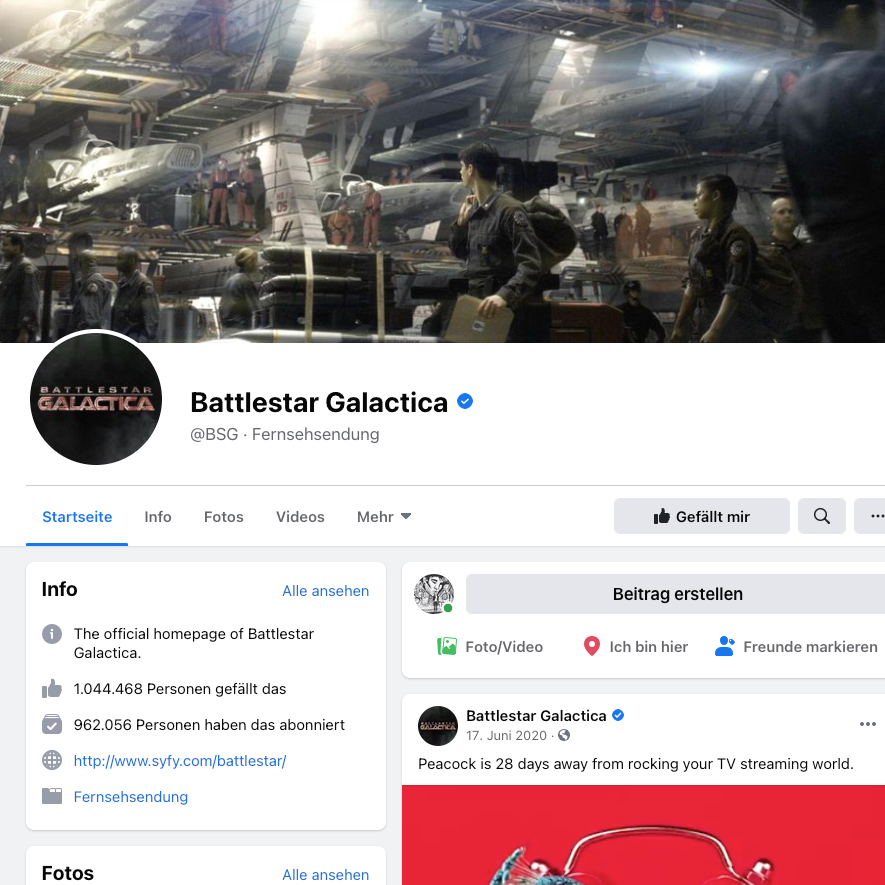 BATTLESTAR
GALACTICA
Battlestar Galactica
@BSG · Fernsehsendung
Startseite
Info
Fotos
Videos
Mehr
Gefällt mir
Info
Alle ansehen
The official homepage of Battlestar
Galactica.
1.044.468 Personen gefällt das
962.056 Personen haben das abonniert
http://www.syfy.com/battlestar/
Fernsehsendung
Fotos
Alle ansehen
Beitrag erstellen
Foto/Video
Ich bin hier
Freunde markieren
BATTLESTAR
GALACTICA
Battlestar Galactica
17. Juni 2020 ·
Peacock is 28 days away from rocking your TV streaming world.